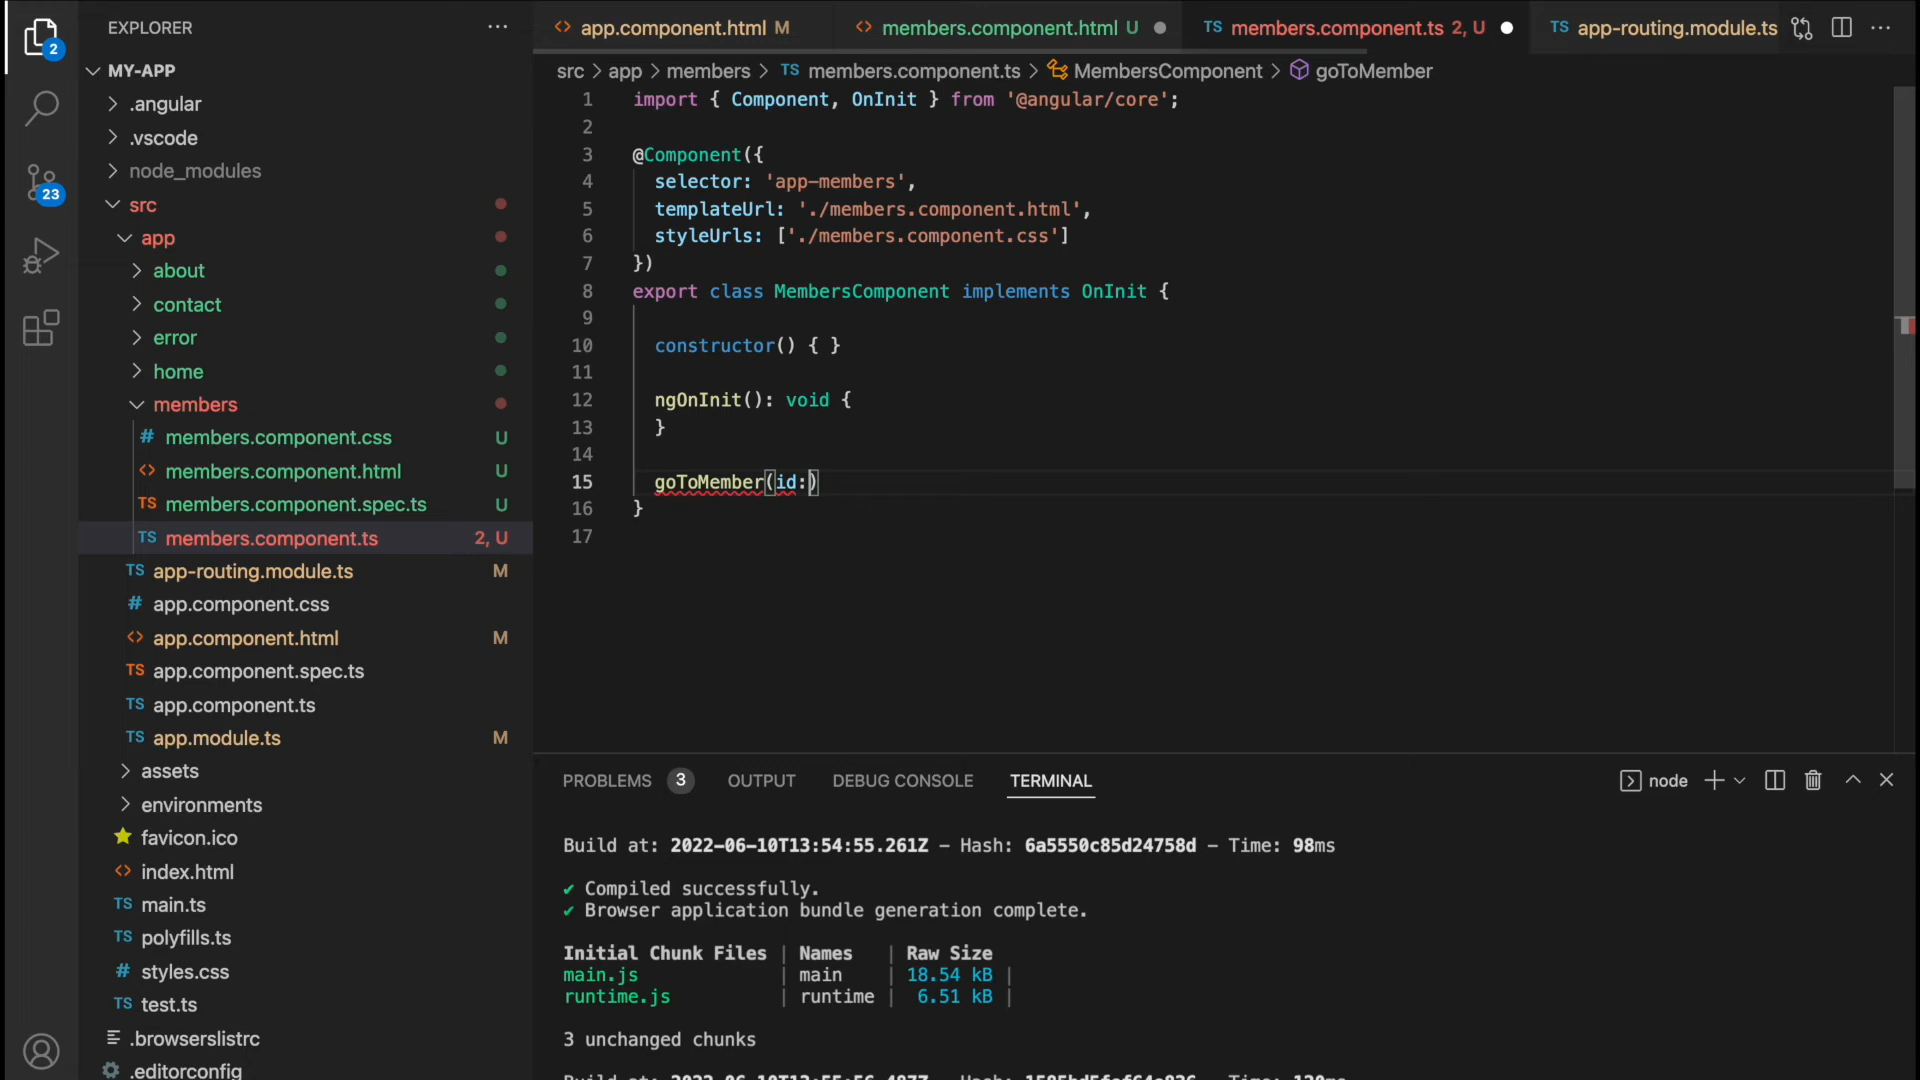 EXPLORER
MY-APP
.angular
.vscode
node_modules
src
app
about
contact
error
home
members
members.component.css U
members.component.html U
members.component.spec.ts U
members.component.ts 2, U
app-routing.module.ts M
app.component.css
app.component.html M
app.component.spec.ts
app.component.ts
app.module.ts M
assets
environments
favicon.ico
index.html
main.ts
polyfills.ts
styles.css
test.ts
.browserslistrc
.editorconfig
2
23
app.component.html M
members.component.html U
TS members.component.ts 2, U
TS app-routing.module.ts
src > app > members > TS members.component.ts > MembersComponent > goToMember
1 import { Component, OnInit } from '@angular/core';
2
3 @Component({
4 selector: 'app-members',
5 templateUrl: './members.component.html',
6 styleUrls: ['./members.component.css']
7 })
8 export class MembersComponent implements OnInit {
9
10 constructor() { }
11
12 ngOnInit(): void {
13 }
14
15 goToMember(id:)
16 }
17
PROBLEMS 3 OUTPUT DEBUG CONSOLE TERMINAL node
Build at: 2022-06-10T13:54:55.261Z - Hash: 6a5550c85d24758d - Time: 98ms
✔ Compiled successfully.
✔ Browser application bundle generation complete.
Initial Chunk Files | Names | Raw Size
main.js | main | 18.54 kB |
runtime.js | runtime | 6.51 kB |
3 unchanged chunks